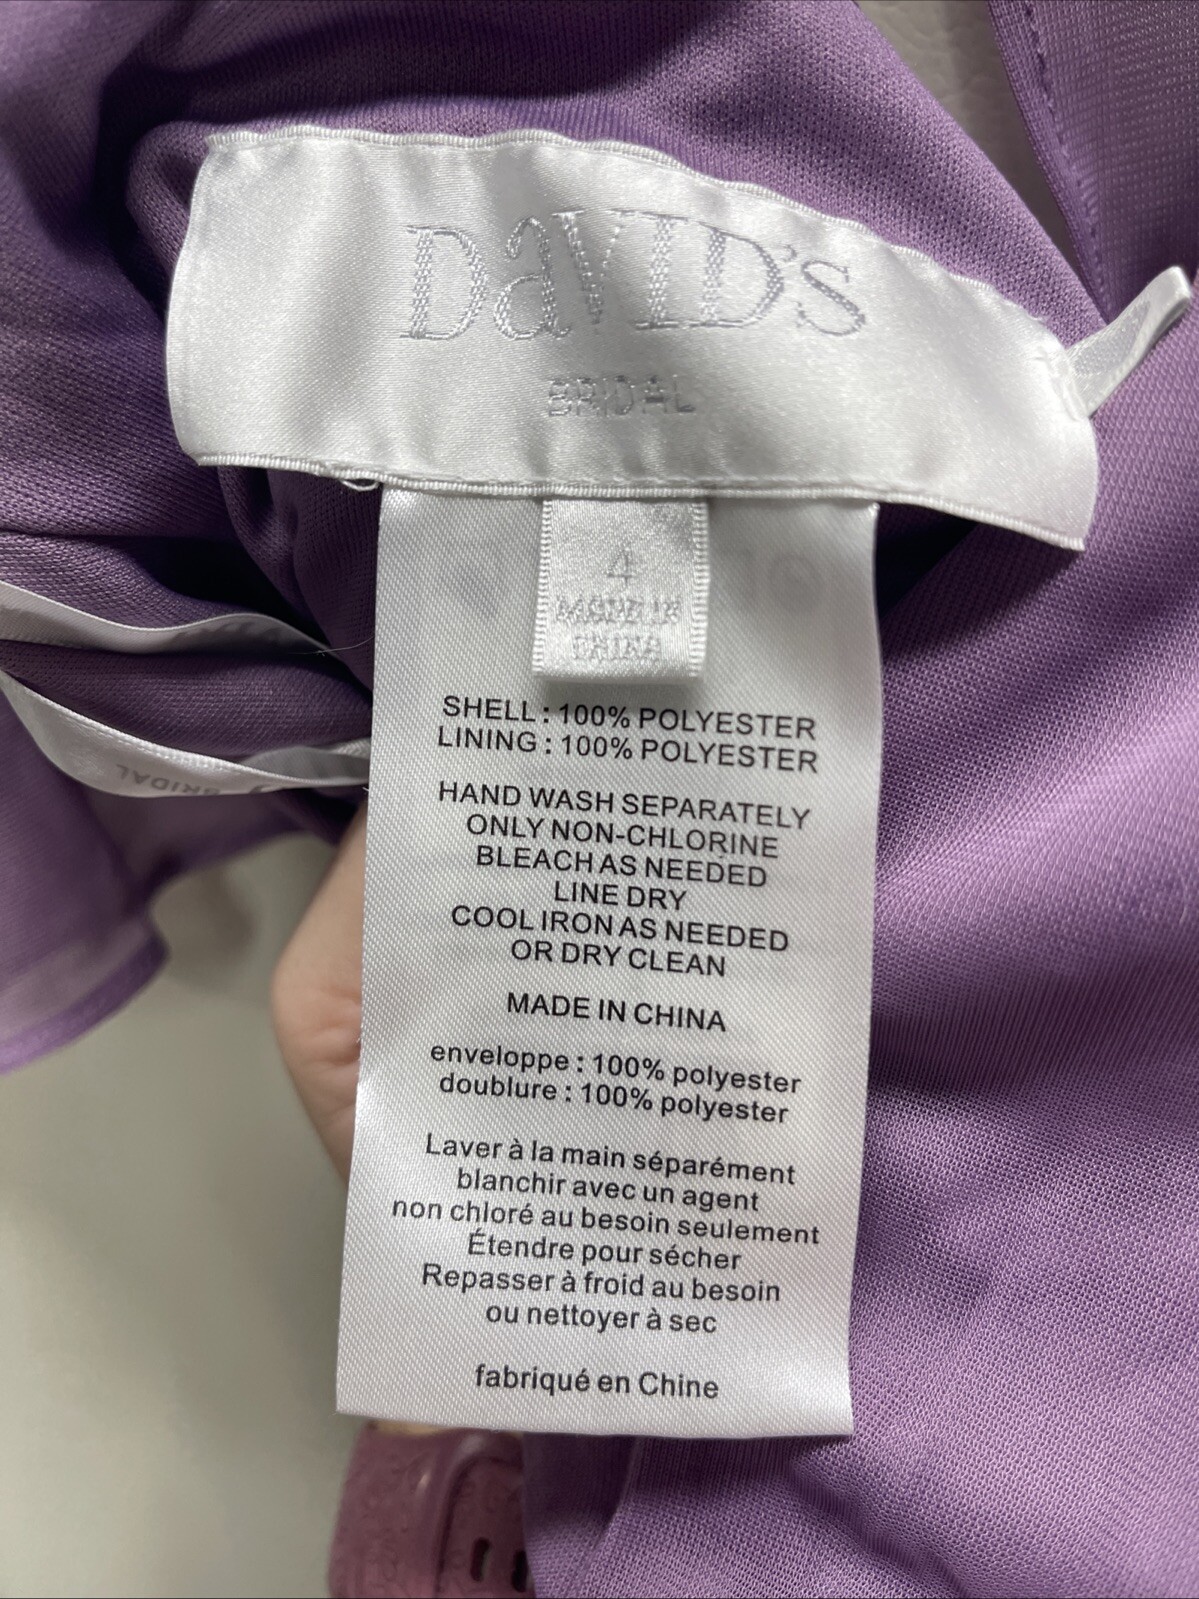 DaVID'S
BRIDAL
4
MADE IN
CHINA
SHELL : 100% POLYESTER
LINING : 100% POLYESTER
HAND WASH SEPARATELY
ONLY NON-CHLORINE
BLEACH AS NEEDED
LINE DRY
COOL IRON AS NEEDED
OR DRY CLEAN
MADE IN CHINA
enveloppe : 100% polyester
doublure : 100% polyester
Laver à la main séparément
blanchir avec un agent
non chloré au besoin seulement
Étendre pour sécher
Repasser à froid au besoin
ou nettoyer à sec
fabriqué en Chine
BRIDAL